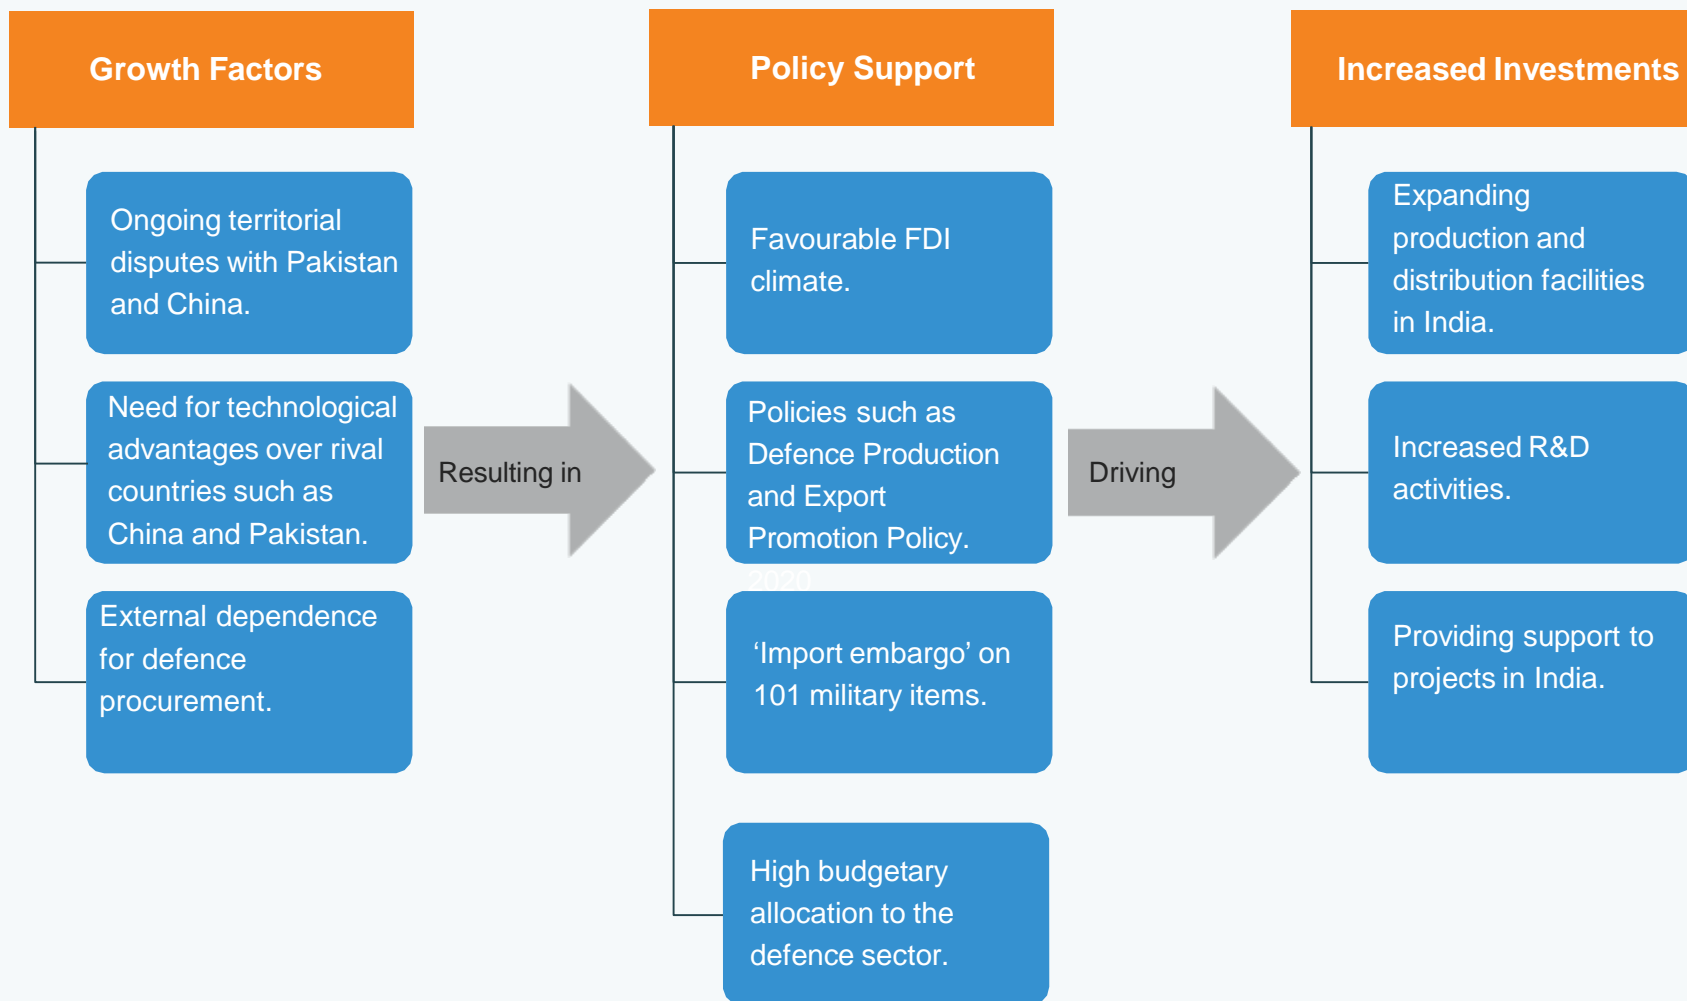 Growth Factors
Ongoing territorial
disputes with Pakistan
and China.
Need for technological
advantages over rival
countries such as
China and Pakistan.
External dependence
for defence
procurement.
Resulting in
Policy Support
Favourable FDI
climate.
Policies such as
Defence Production
and Export
Promotion Policy.
2020
‘Import embargo’ on
101 military items.
High budgetary
allocation to the
defence sector.
Driving
Increased Investments
Expanding
production and
distribution facilities
in India.
Increased R&D
activities.
Providing support to
projects in India.